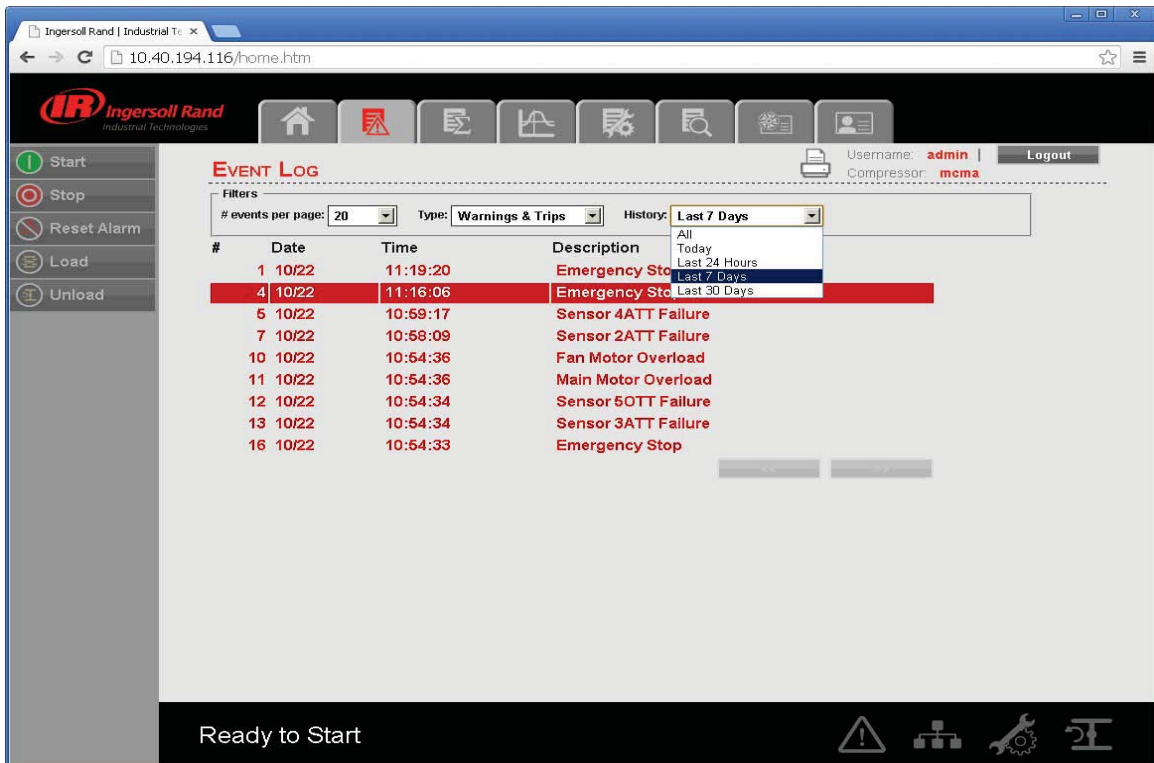 Ingersoll Rand | Industrial Te
10.40.194.116/home.htm
IR Ingersoll Rand
Industrial Technologies
Start
Stop
Reset Alarm
Load
Unload
EVENT LOG
Username: admin |
Logout
Compressor: mcma
Filters
# events per page: 20 Type: Warnings & Trips History: Last 7 Days
All
Today
Last 24 Hours
Last 7 Days
Last 30 Days
# Date Time Description
1 10/22 11:19:20 Emergency Sto
4 10/22 11:16:06 Emergency Stop
5 10/22 10:59:17 Sensor 4ATT Failure
7 10/22 10:58:09 Sensor 2ATT Failure
10 10/22 10:54:36 Fan Motor Overload
11 10/22 10:54:36 Main Motor Overload
12 10/22 10:54:34 Sensor 5OTT Failure
13 10/22 10:54:34 Sensor 3ATT Failure
16 10/22 10:54:33 Emergency Stop
<< >>
Ready to Start